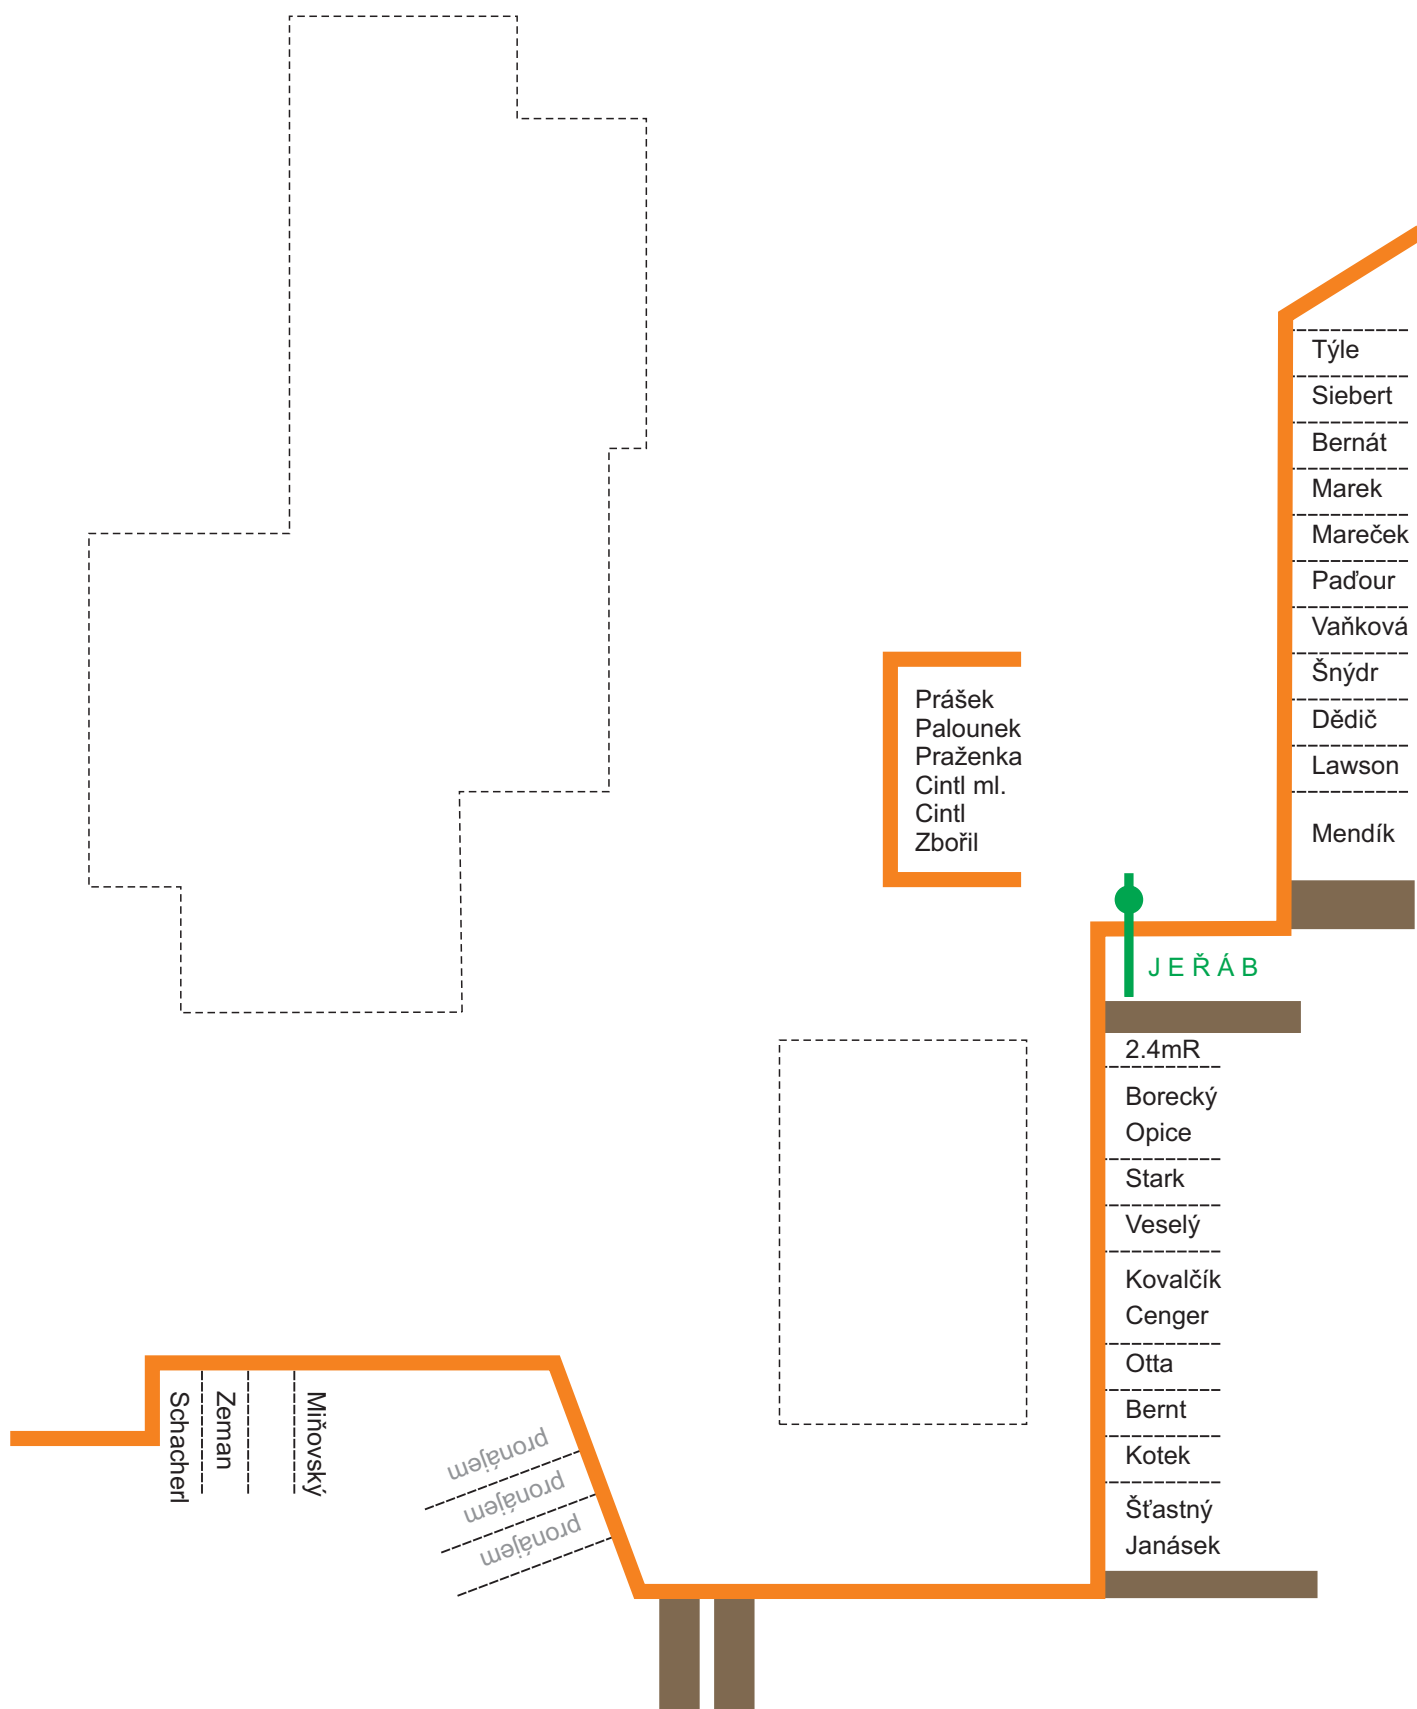 Týle
Siebert
Bernát
Marek
Mareček
Paďour
Vaňková
Šnýdr
Dědič
Lawson
Mendík
Prášek
Palounek
Praženka
Cintl ml.
Cintl
Zbořil
JEŘÁB
2.4mR
Borecký
Opice
Stark
Veselý
Kovalčík
Cenger
Otta
Bernt
Kotek
Šťastný
Janásek
Schacherl
Zeman
Miňovský
pronájem
pronájem
pronájem